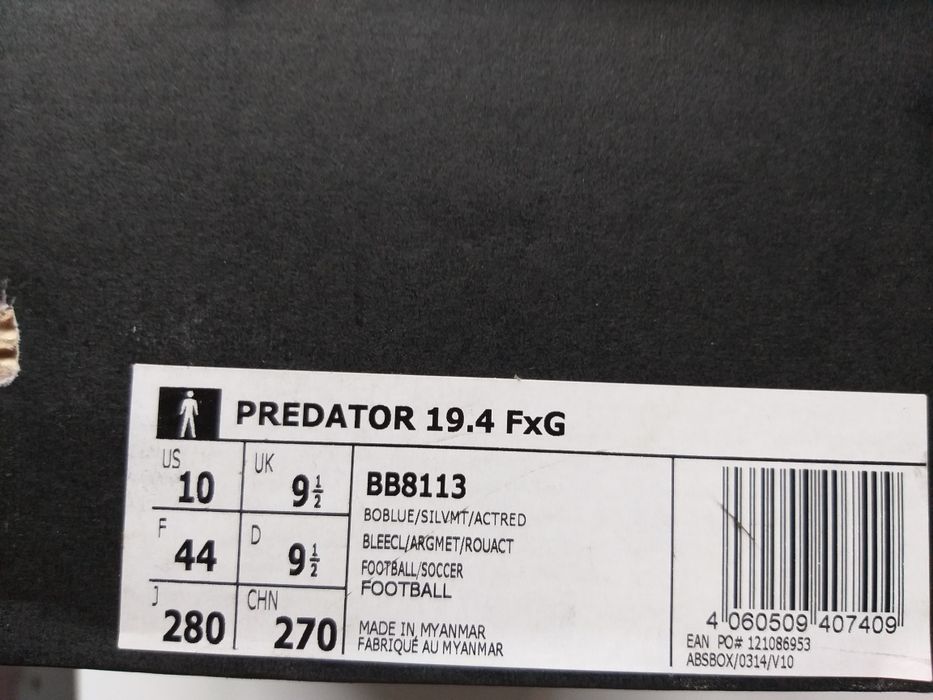 PREDATOR 19.4 FxG
US 10
UK 9½
F 44
D 9½
J 280
CHN 270
BB8113
BOBLUE/SILVMT/ACTRED
BLEECL/ARGMET/ROUACT
FOOTBALL/SOCCER
FOOTBALL
MADE IN MYANMAR
FABRIQUÉ AU MYANMAR
4 060509 407409
EAN PO# 121086953
ABSBOX/0314/V10